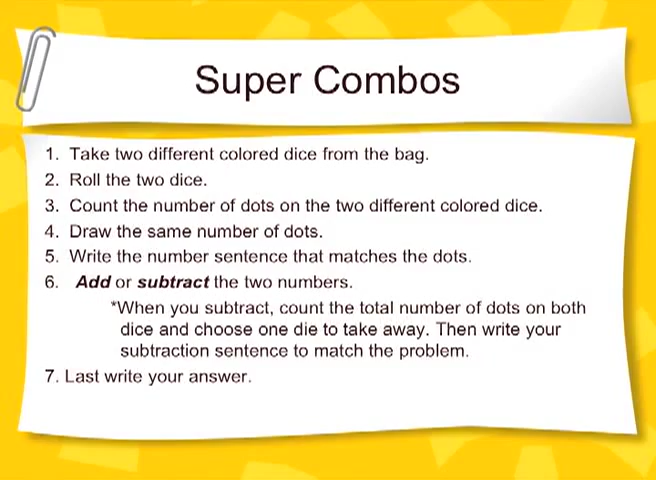 Super Combos
1. Take two different colored dice from the bag.
2. Roll the two dice.
3. Count the number of dots on the two different colored dice.
4. Draw the same number of dots.
5. Write the number sentence that matches the dots.
6. Add or subtract the two numbers.
*When you subtract, count the total number of dots on both
dice and choose one die to take away. Then write your
subtraction sentence to match the problem.
7. Last write your answer.